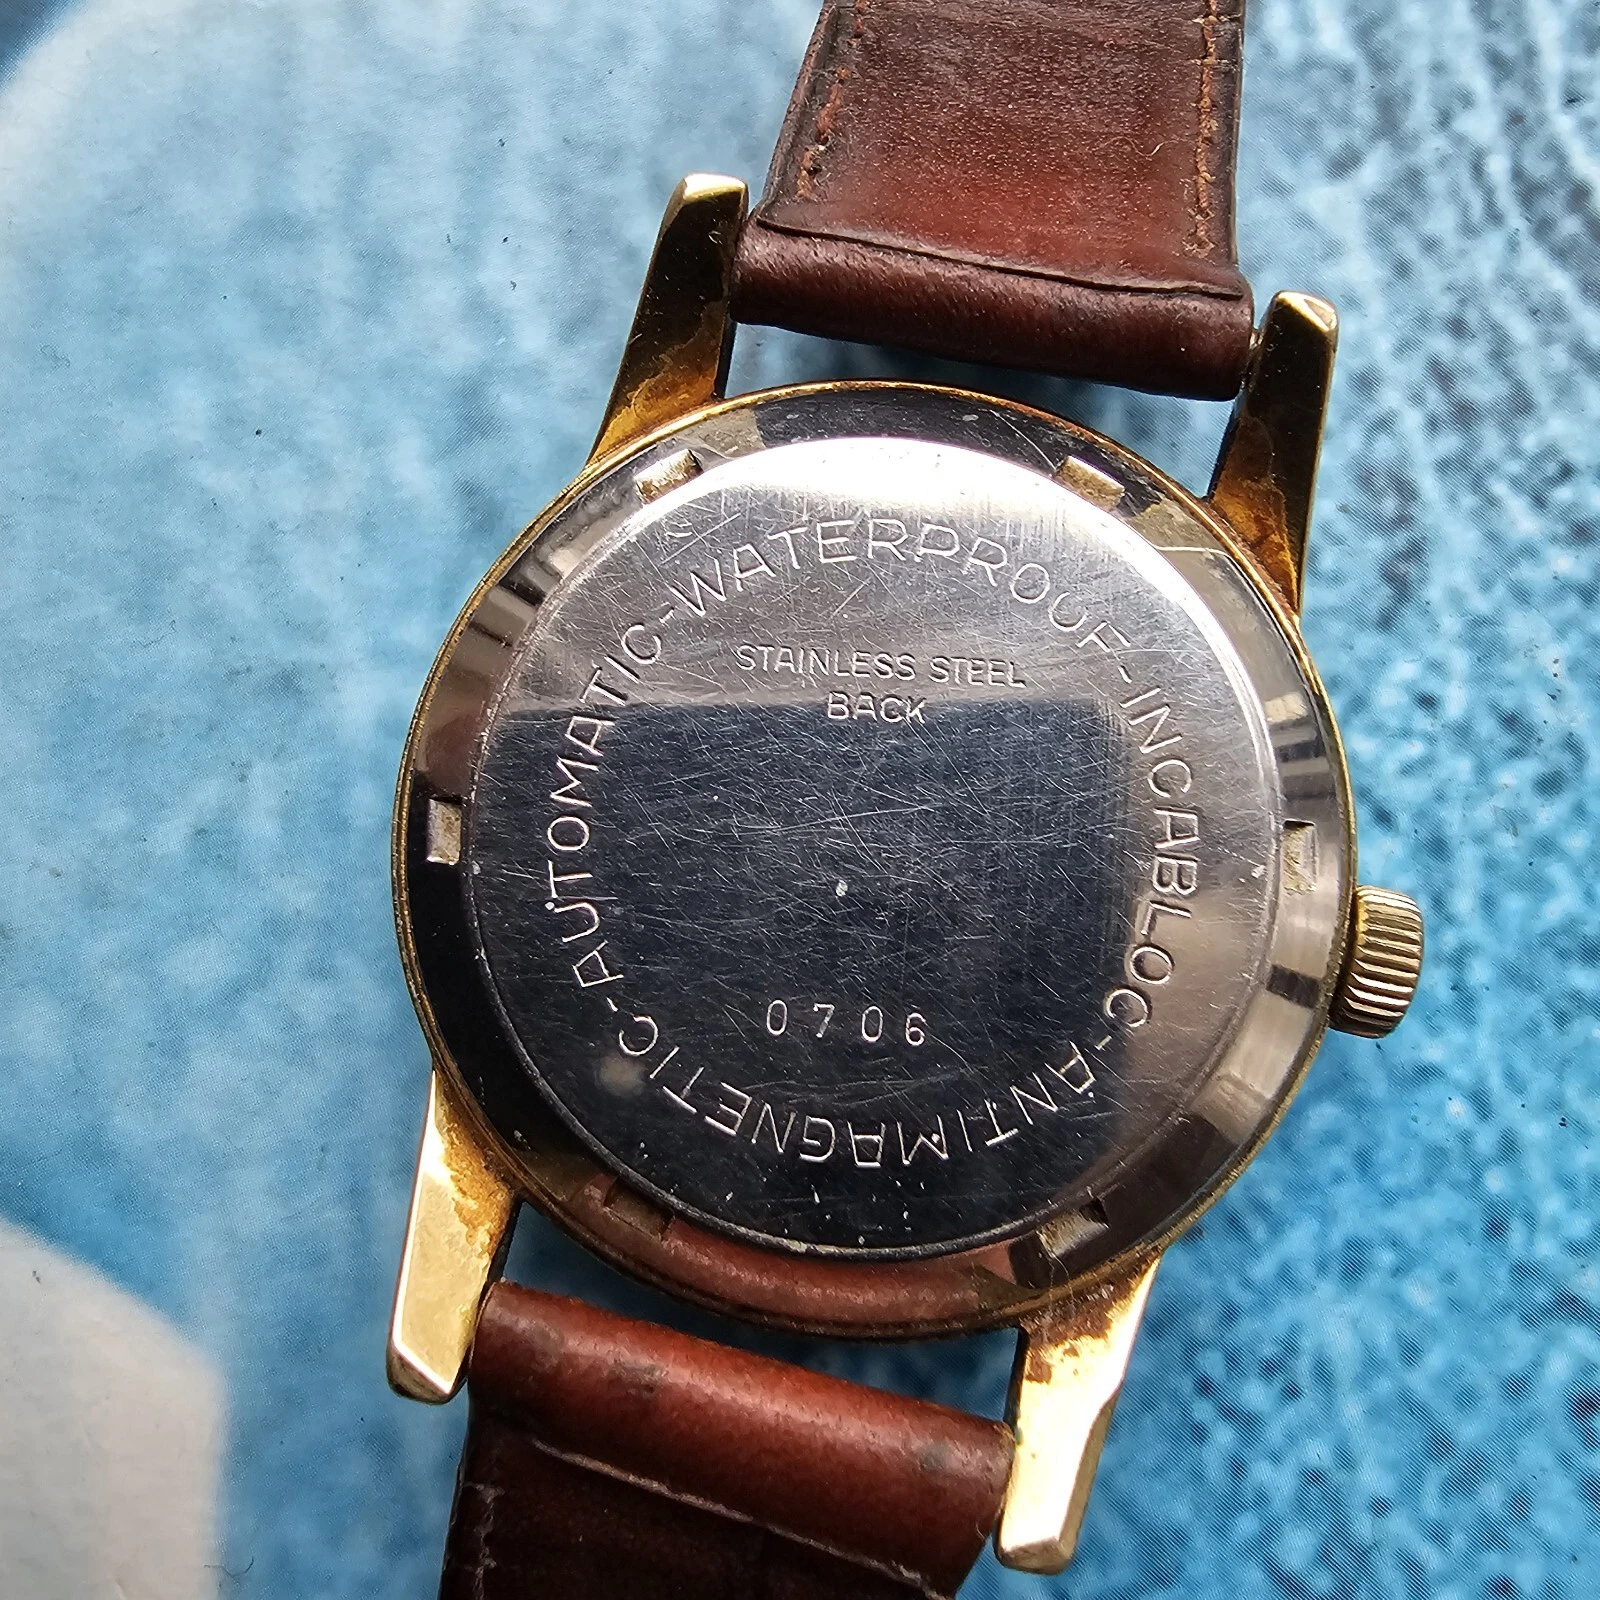 AUTOMATIC-WATERPROOF-INCABLOC-ANTIMAGNETIC-
STAINLESS STEEL
BACK
0706